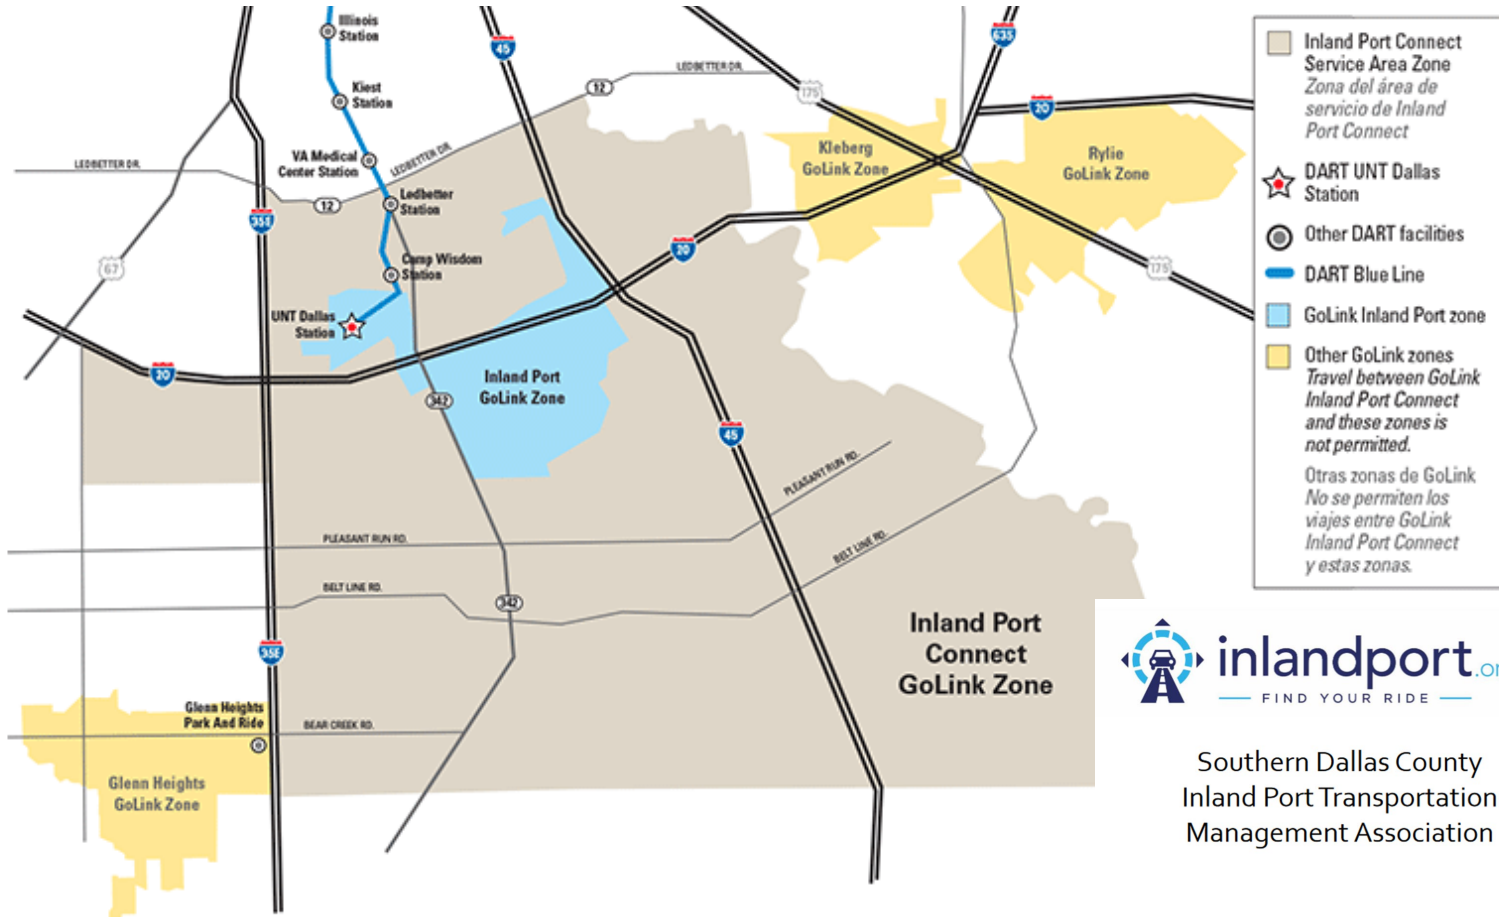 Illinois
Station
Kiest
Station
VA Medical
Center Station
Ledbetter
Station
Camp Wisdom
Station
UNT Dallas
Station
LEDBETTER DR.
LEDBETTER DR.
LEDBETTER DR.
12
12
67
35E
35E
45
45
175
175
635
20
20
20
342
342
Kleberg
GoLink Zone
Rylie
GoLink Zone
Inland Port
GoLink Zone
PLEASANT RUN RD.
PLEASANT RUN RD.
BELT LINE RD.
BELT LINE RD.
Inland Port
Connect
GoLink Zone
Glenn Heights
Park And Ride
BEAR CREEK RD.
Glenn Heights
GoLink Zone
Inland Port Connect
Service Area Zone
Zona del área de
servicio de Inland
Port Connect
DART UNT Dallas
Station
Other DART facilities
DART Blue Line
GoLink Inland Port zone
Other GoLink zones
Travel between GoLink
Inland Port Connect
and these zones is
not permitted.
Otras zonas de GoLink
No se permiten los
viajes entre GoLink
Inland Port Connect
y estas zonas.
inlandport.or
FIND YOUR RIDE
Southern Dallas County
Inland Port Transportation
Management Association